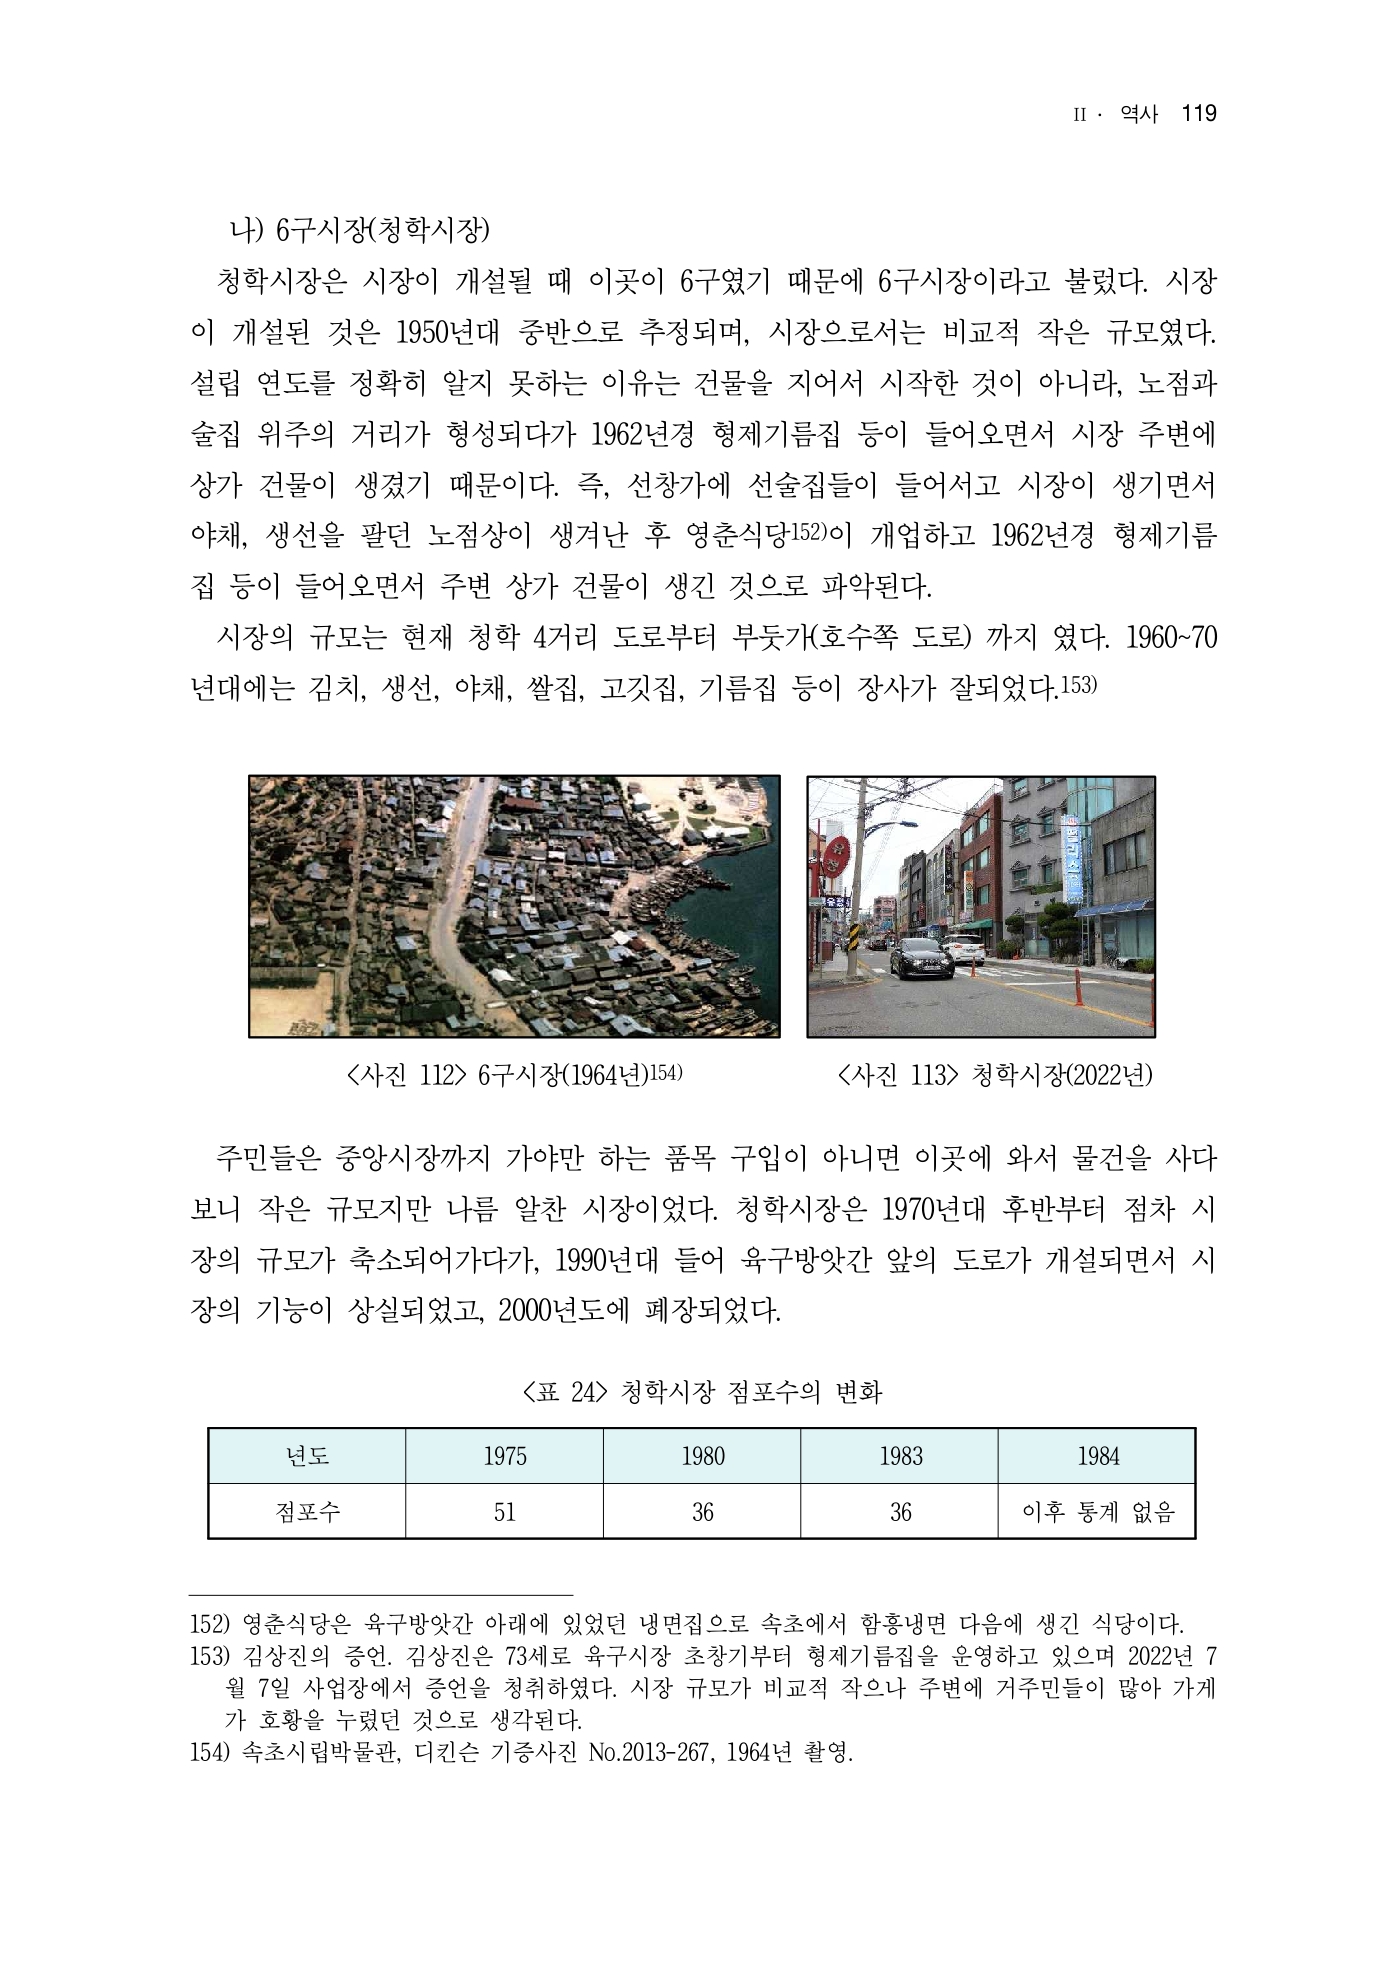 II · 역사 119
나) 6구시장(청학시장)
청학시장은 시장이 개설될 때 이곳이 6구였기 때문에 6구시장이라고 불렀다. 시장
이 개설된 것은 1950년대 중반으로 추정되며, 시장으로서는 비교적 작은 규모였다.
설립 연도를 정확히 알지 못하는 이유는 건물을 지어서 시작한 것이 아니라, 노점과
술집 위주의 거리가 형성되다가 1962년경 형제기름집 등이 들어오면서 시장 주변에
상가 건물이 생겼기 때문이다. 즉, 선창가에 선술집들이 들어서고 시장이 생기면서
야채, 생선을 팔던 노점상이 생겨난 후 영춘식당152)이 개업하고 1962년경 형제기름
집 등이 들어오면서 주변 상가 건물이 생긴 것으로 파악된다.
시장의 규모는 현재 청학 4거리 도로부터 부둣가(호수쪽 도로) 까지 였다. 1960~70
년대에는 김치, 생선, 야채, 쌀집, 고깃집, 기름집 등이 장사가 잘되었다.153)
<사진 112> 6구시장(1964년)154)
<사진 113> 청학시장(2022년)
주민들은 중앙시장까지 가야만 하는 품목 구입이 아니면 이곳에 와서 물건을 사다
보니 작은 규모지만 나름 알찬 시장이었다. 청학시장은 1970년대 후반부터 점차 시
장의 규모가 축소되어가다가, 1990년대 들어 육구방앗간 앞의 도로가 개설되면서 시
장의 기능이 상실되었고, 2000년도에 폐장되었다.
<표 24> 청학시장 점포수의 변화
년도 1975 1980 1983 1984
점포수 51 36 36 이후 통계 없음
152) 영춘식당은 육구방앗간 아래에 있었던 냉면집으로 속초에서 함흥냉면 다음에 생긴 식당이다.
153) 김상진의 증언. 김상진은 73세로 육구시장 초창기부터 형제기름집을 운영하고 있으며 2022년 7
월 7일 사업장에서 증언을 청취하였다. 시장 규모가 비교적 작으나 주변에 거주민들이 많아 가게
가 호황을 누렸던 것으로 생각된다.
154) 속초시립박물관, 디킨슨 기증사진 No.2013-267, 1964년 촬영.